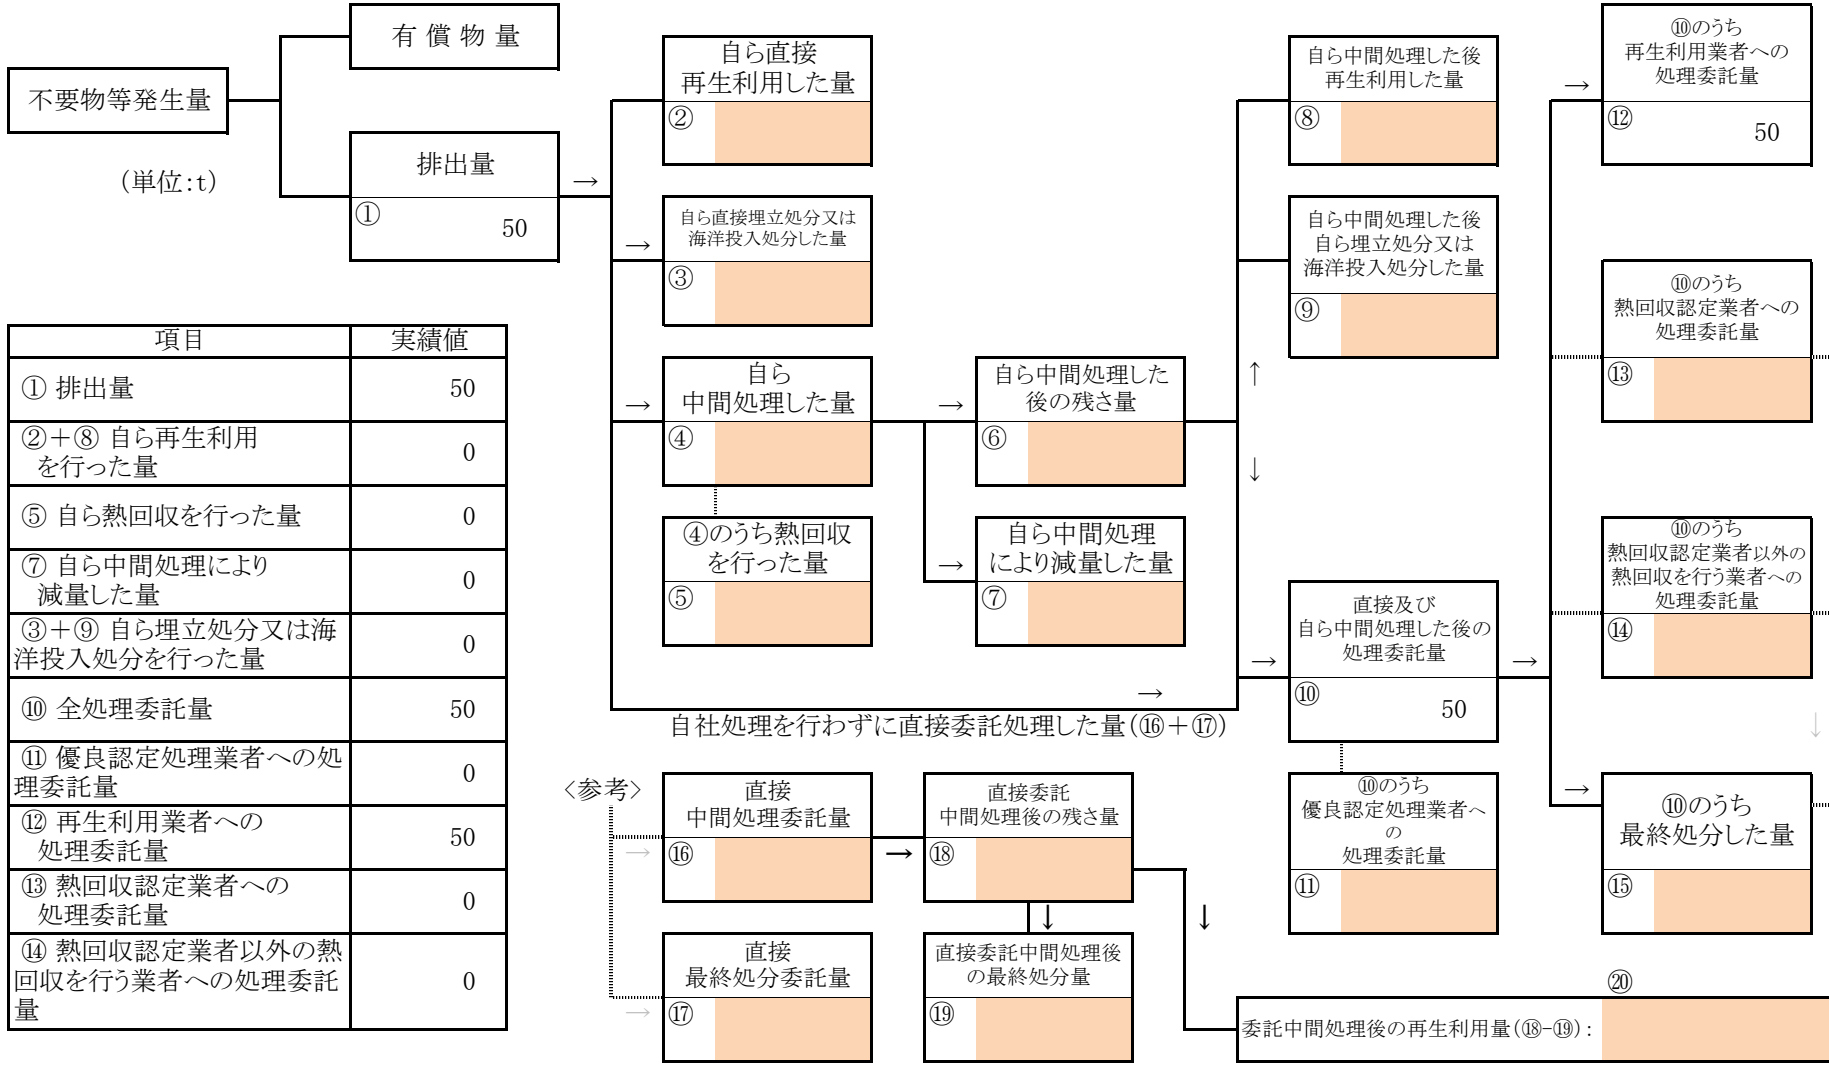 有 償 物 量
不要物等発生量
(単位:t)
排出量
①
50
→
自ら直接
再生利用した量
②
→
自ら直接埋立処分又は
海洋投入処分した量
③
→
自ら
中間処理した量
④
④のうち熱回収
を行った量
⑤
→
自ら中間処理した
後の残さ量
⑥
→
自ら中間処理
により減量した量
⑦
自ら中間処理した後
再生利用した量
⑧
自ら中間処理した後
自ら埋立処分又は
海洋投入処分した量
⑨
↑
↓
→
直接及び
自ら中間処理した後の
処理委託量
⑩
50
→
→
自社処理を行わずに直接委託処理した量(⑯+⑰)
⑩のうち
優良認定処理業者へ
の
処理委託量
⑪
→
⑩のうち
再生利用業者への
処理委託量
⑫
50
⑩のうち
熱回収認定業者への
処理委託量
⑬
⑩のうち
熱回収認定業者以外の
熱回収を行う業者への
処理委託量
⑭
↓
→
⑩のうち
最終処分した量
⑮
項目 実績値
① 排出量 50
②+⑧ 自ら再生利用
を行った量 0
⑤ 自ら熱回収を行った量 0
⑦ 自ら中間処理により
減量した量 0
③+⑨ 自ら埋立処分又は海
洋投入処分を行った量 0
⑩ 全処理委託量 50
⑪ 優良認定処理業者への処
理委託量 0
⑫ 再生利用業者への
処理委託量 50
⑬ 熱回収認定業者への
処理委託量 0
⑭ 熱回収認定業者以外の熱
回収を行う業者への処理委託
量 0
<参考>
→
直接
中間処理委託量
⑯
→
直接委託
中間処理後の残さ量
⑱
↓
↓
→
直接
最終処分委託量
⑰
直接委託中間処理後
の最終処分量
⑲
⑳
委託中間処理後の再生利用量(⑱-⑲):